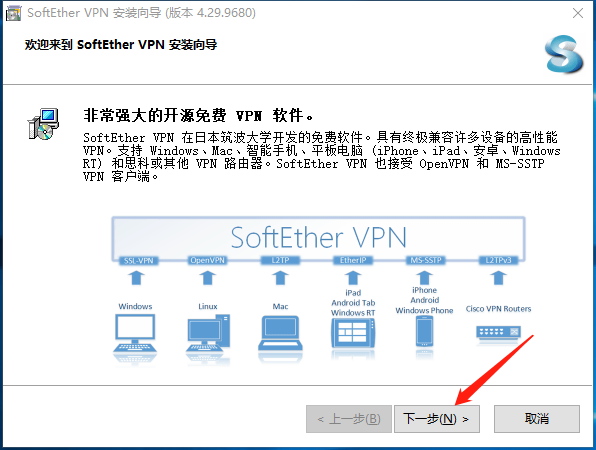 SoftEther VPN 安装向导 (版本 4.29.9680)
欢迎来到 SoftEther VPN 安装向导
非常强大的开源免费 VPN 软件。
SoftEther VPN 在日本筑波大学开发的免费软件。具有终极兼容许多设备的高性能
VPN。支持 Windows、Mac、智能手机、平板电脑 (iPhone、iPad、安卓、Windows
RT) 和思科或其他 VPN 路由器。SoftEther VPN 也接受 OpenVPN 和 MS-SSTP
VPN 客户端。
SoftEther VPN
SSL-VPN OpenVPN L2TP EtherIP MS-SSTP L2TPv3
Windows
Linux
Mac
iPad
Android Tab
Windows RT
iPhone
Android
Windows Phone
Cisco VPN Routers
< 上一步(B) 下一步(N) > 取消